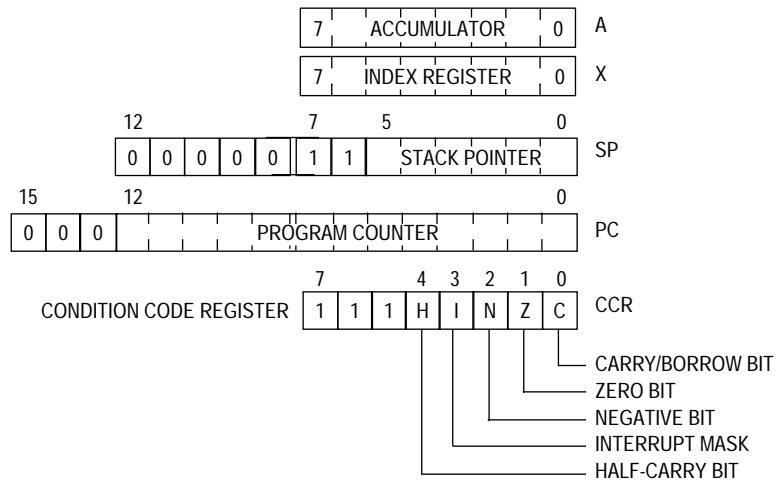 7 ACCUMULATOR 0 A
7 INDEX REGISTER 0 X
12 7 5 0
0 0 0 0 0 1 1 STACK POINTER SP
15 12 0
0 0 0 PROGRAM COUNTER PC
7 4 3 2 1 0
CONDITION CODE REGISTER 1 1 1 H I N Z C CCR
CARRY/BORROW BIT
ZERO BIT
NEGATIVE BIT
INTERRUPT MASK
HALF-CARRY BIT